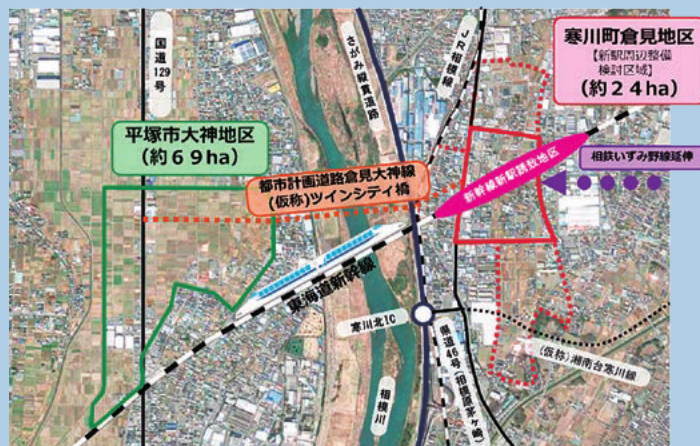 国道129号
さがみ縦貫道路
JR相模線
寒川町倉見地区
【新駅周辺整備
検討区域】
(約24ha)
平塚市大神地区
(約69ha)
都市計画道路倉見大神線
(仮称)ツインシティ橋
新幹線新駅誘致地区
相鉄いずみ野線延伸
東海道新幹線
寒川北IC
県道46号(相模原茅ヶ崎)
(仮称)湘南台寒川線
相模川